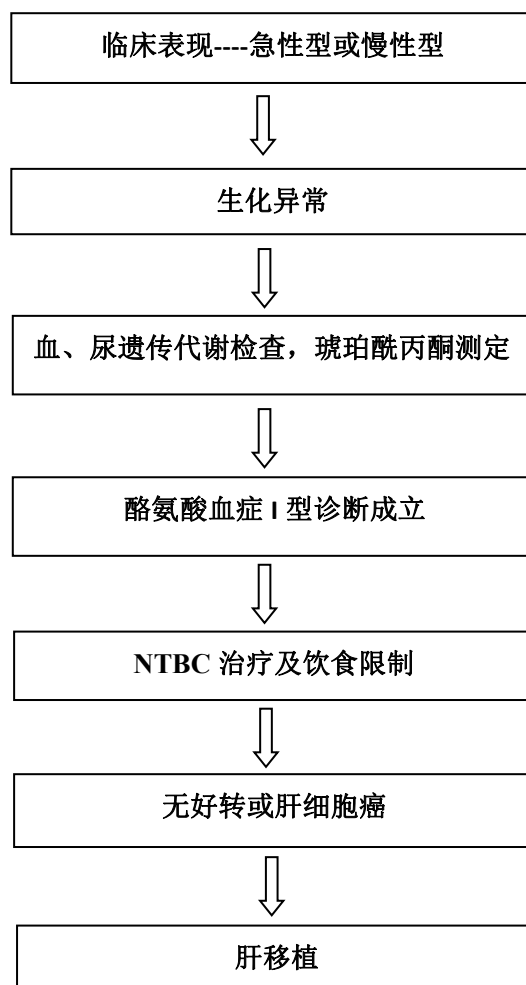 临床表现----急性型或慢性型
生化异常
血、尿遗传代谢检查，琥珀酰丙酮测定
酪氨酸血症 I 型诊断成立
NTBC 治疗及饮食限制
无好转或肝细胞癌
肝移植